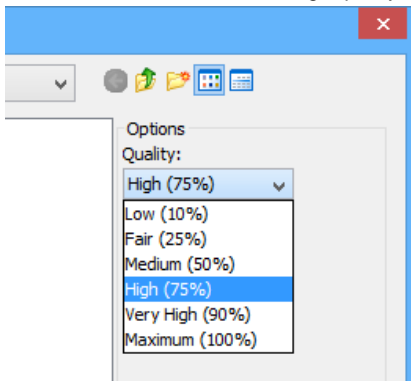 Options
Quality:
High (75%)
Low (10%)
Fair (25%)
Medium (50%)
High (75%)
Very High (90%)
Maximum (100%)